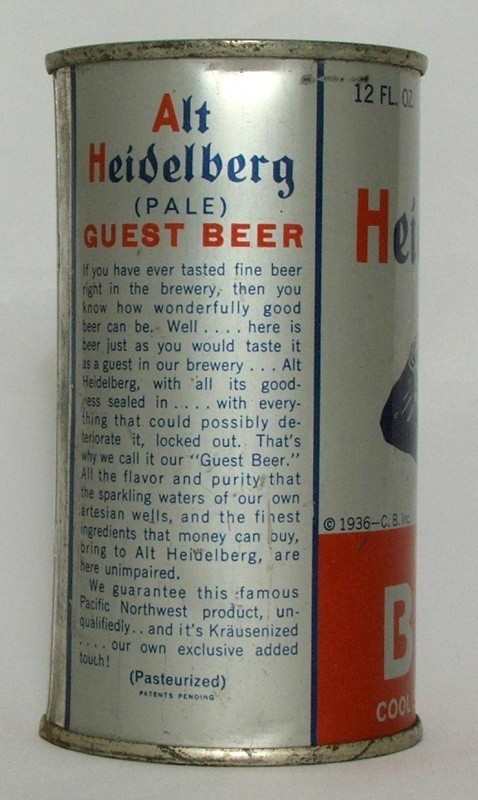 Alt
Heidelberg
(PALE)
GUEST BEER
If you have ever tasted fine beer
right in the brewery, then you
know how wonderfully good
beer can be. Well . . . . here is
beer just as you would taste it
as a guest in our brewery . . . Alt
Heidelberg, with all its good-
ness sealed in . . . . with every-
thing that could possibly de-
teriorate it, locked out. That's
why we call it our "Guest Beer."
All the flavor and purity that
the sparkling waters of our own
artesian wells, and the finest
ingredients that money can buy,
bring to Alt Heidelberg, are
here unimpaired.
We guarantee this famous
Pacific Northwest product, un-
qualifiedly.. and it's Kräusenized
. . . . our own exclusive added
touch!
(Pasteurized)
PATENTS PENDING
12 FL. OZ.
Hei
© 1936—C. B. Inc.
B
COOL